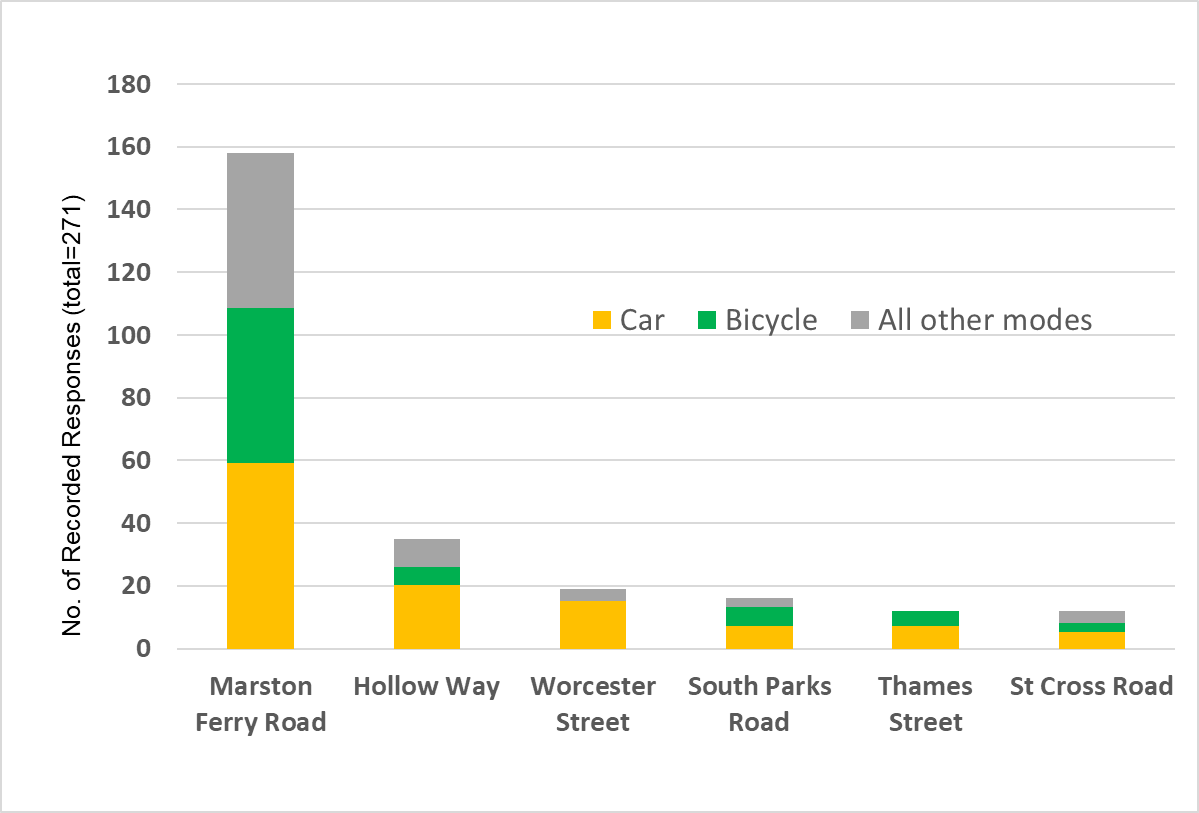 No. of Recorded Responses (total=271)
180
160
140
120
100
80
60
40
20
0
Car Bicycle All other modes
Marston Ferry Road
Hollow Way
Worcester Street
South Parks Road
Thames Street
St Cross Road